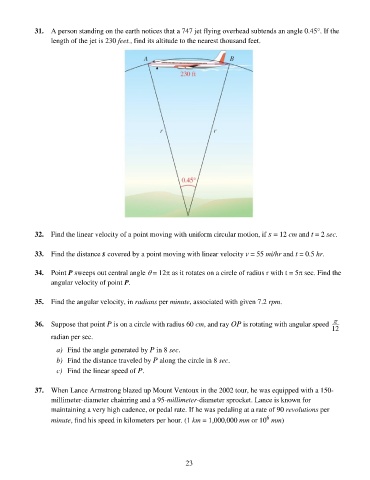 31. A person standing on the earth notices that a 747 jet flying overhead subtends an angle 0.45°. If the
length of the jet is 230 feet., find its altitude to the nearest thousand feet.
A B
230 ft
r r
0.45°
32. Find the linear velocity of a point moving with uniform circular motion, if s = 12 cm and t = 2 sec.
33. Find the distance s covered by a point moving with linear velocity v = 55 mi/hr and t = 0.5 hr.
34. Point P sweeps out central angle θ = 12π as it rotates on a circle of radius r with t = 5π sec. Find the
angular velocity of point P.
35. Find the angular velocity, in radians per minute, associated with given 7.2 rpm.
36. Suppose that point P is on a circle with radius 60 cm, and ray OP is rotating with angular speed π/12
radian per sec.
a) Find the angle generated by P in 8 sec.
b) Find the distance traveled by P along the circle in 8 sec.
c) Find the linear speed of P.
37. When Lance Armstrong blazed up Mount Ventoux in the 2002 tour, he was equipped with a 150-
millimeter-diameter chainring and a 95-millimeter-diameter sprocket. Lance is known for
maintaining a very high cadence, or pedal rate. If he was pedaling at a rate of 90 revolutions per
minute, find his speed in kilometers per hour. (1 km = 1,000,000 mm or 10⁶ mm)
23